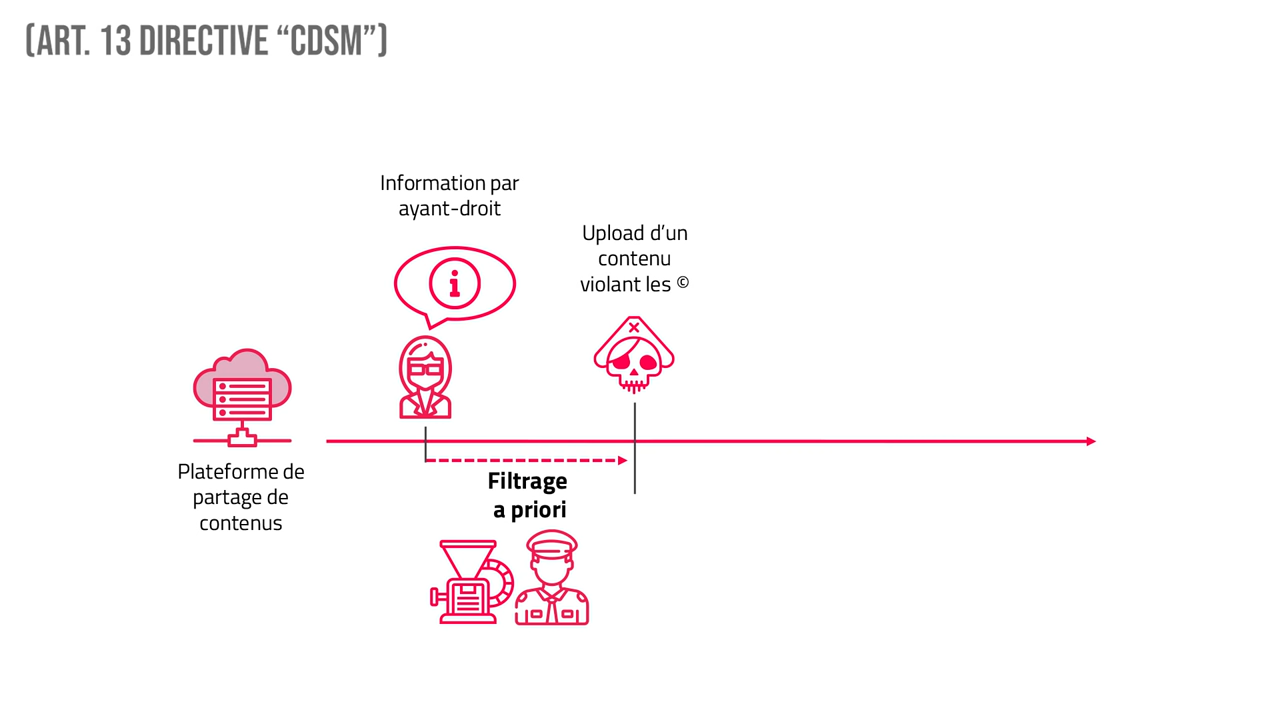 (ART. 13 DIRECTIVE “CDSM”)
Information par
ayant-droit
Upload d’un
contenu
violant les ©
Plateforme de
partage de
contenus
Filtrage
a priori